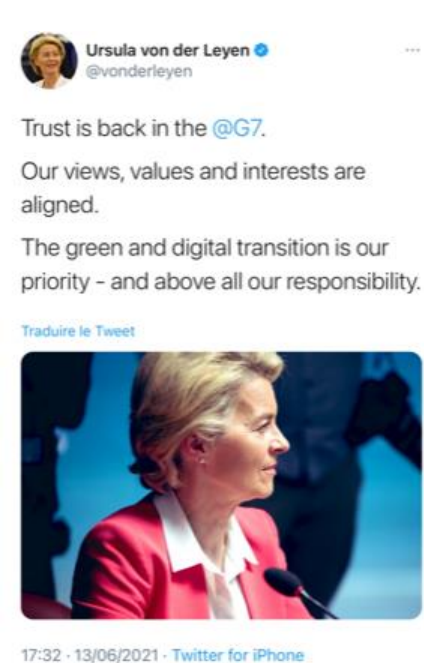 Ursula von der Leyen
@vonderleyen
Trust is back in the @G7.
Our views, values and interests are
aligned.
The green and digital transition is our
priority - and above all our responsibility.
Traduire le Tweet
17:32 · 13/06/2021 · Twitter for iPhone